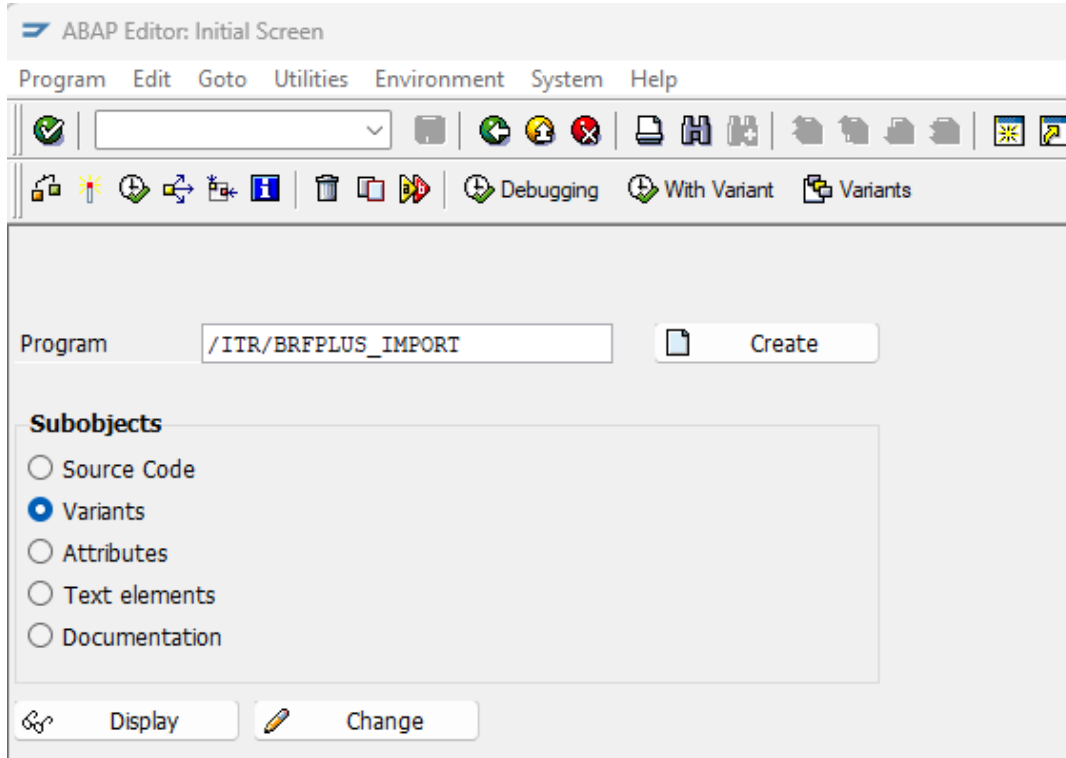 ABAP Editor: Initial Screen
Program Edit Goto Utilities Environment System Help
Debugging With Variant Variants
Program /ITR/BRFPLUS_IMPORT Create
Subobjects
Source Code
Variants
Attributes
Text elements
Documentation
Display Change